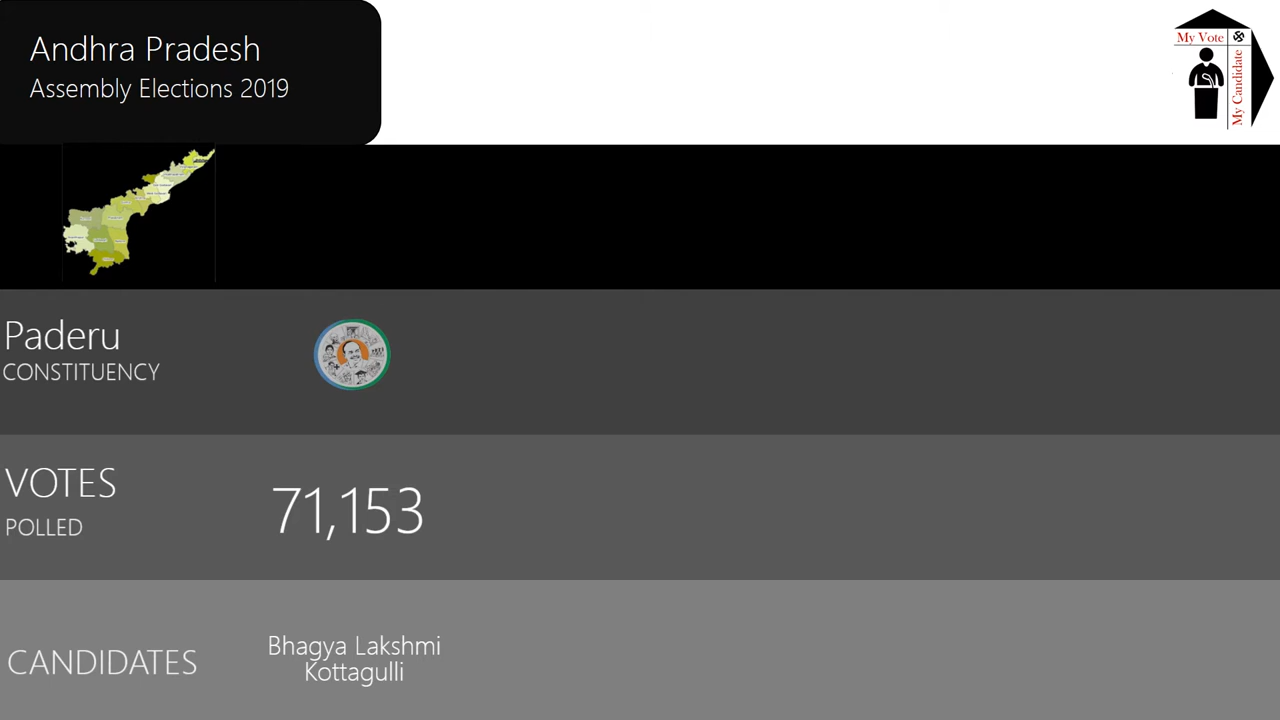 Andhra Pradesh
Assembly Elections 2019
My Vote
My Candidate
Paderu
CONSTITUENCY
VOTES
POLLED
71,153
CANDIDATES
Bhagya Lakshmi
Kottagulli